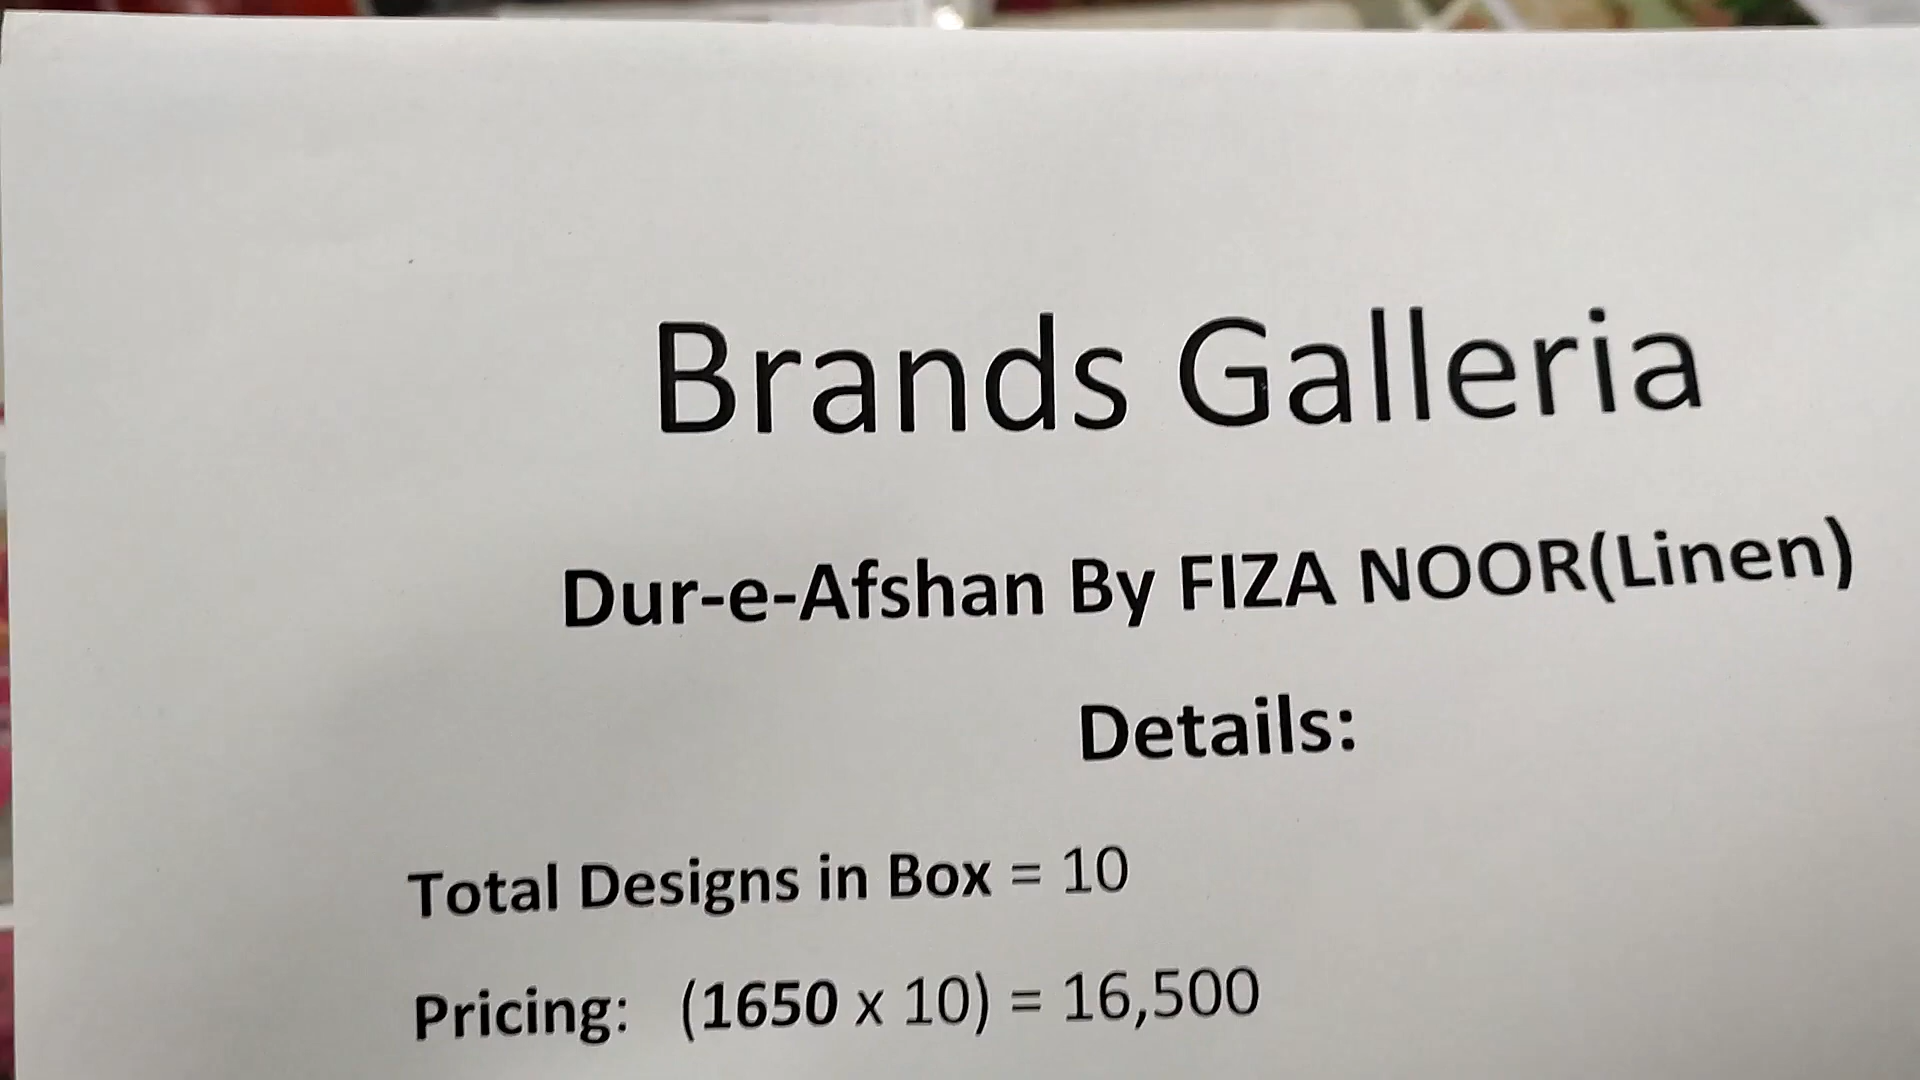 Brands Galleria
Dur-e-Afshan By FIZA NOOR(Linen)
Details:
Total Designs in Box = 10
Pricing: (1650 x 10) = 16,500